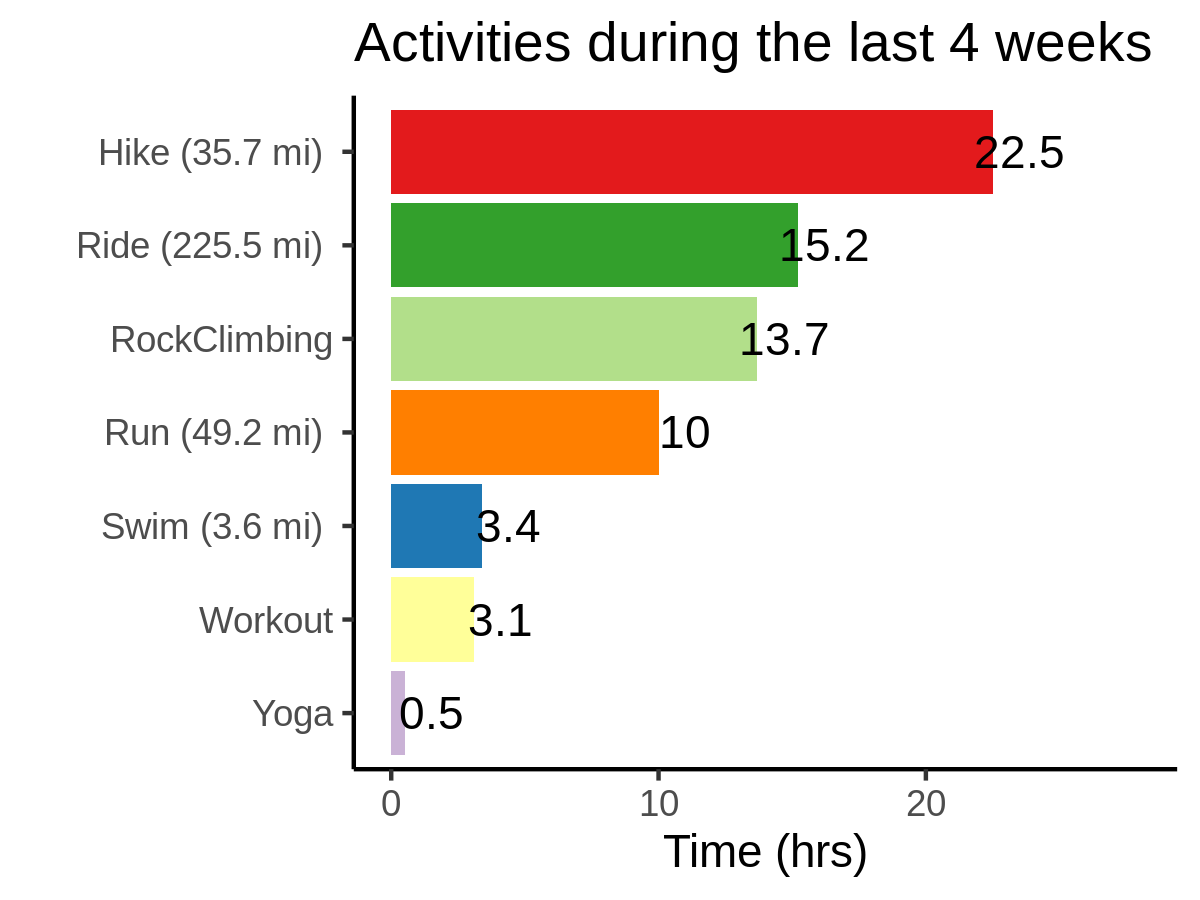 Activities during the last 4 weeks
Hike (35.7 mi) 22.5
Ride (225.5 mi) 15.2
RockClimbing 13.7
Run (49.2 mi) 10
Swim (3.6 mi) 3.4
Workout 3.1
Yoga 0.5
0 10 20
Time (hrs)